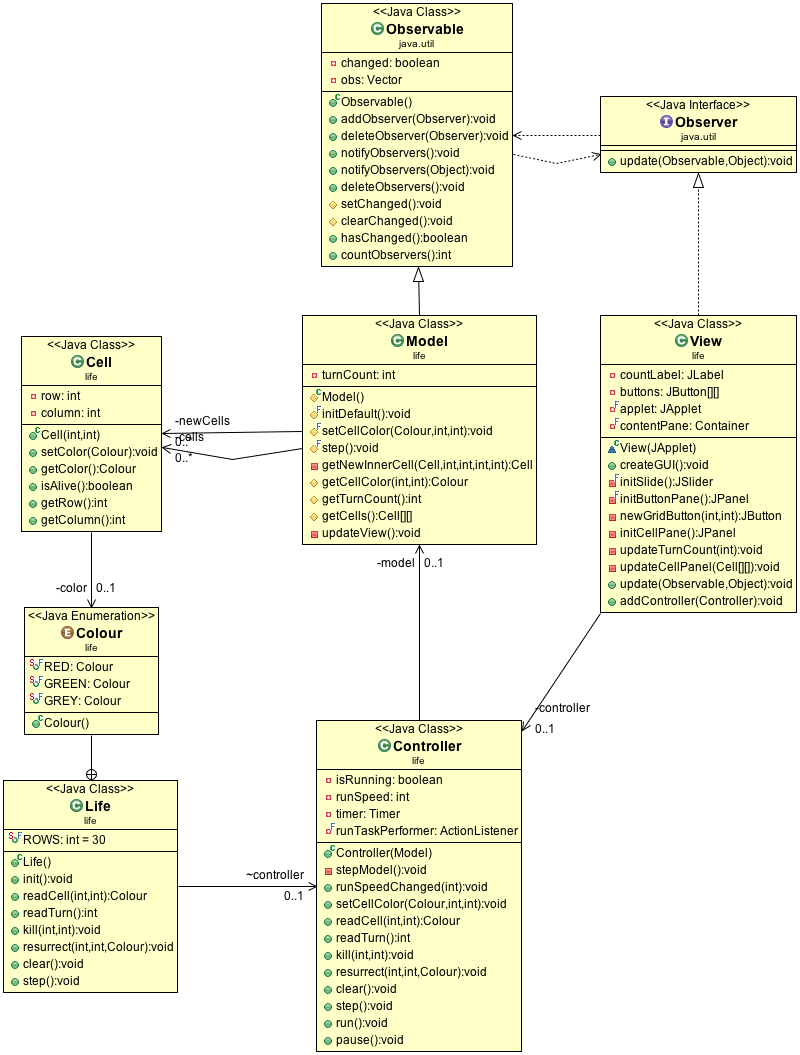 <<Java Class>>
Observable
java.util
changed: boolean
obs: Vector
Observable()
addObserver(Observer):void
deleteObserver(Observer):void
notifyObservers():void
notifyObservers(Object):void
deleteObservers():void
setChanged():void
clearChanged():void
hasChanged():boolean
countObservers():int
<<Java Interface>>
Observer
java.util
update(Observable,Object):void
<<Java Class>>
Cell
life
row: int
column: int
Cell(int,int)
setColor(Colour):void
getColor():Colour
isAlive():boolean
getRow():int
getColumn():int
-newCells
0..*
-cells
0..*
<<Java Class>>
Model
life
turnCount: int
Model()
initDefault():void
setCellColor(Colour,int,int):void
step():void
getNewInnerCell(Cell,int,int,int,int):Cell
getCellColor(int,int):Colour
getTurnCount():int
getCells():Cell[][]
updateView():void
<<Java Class>>
View
life
countLabel: JLabel
buttons: JButton[][]
applet: JApplet
contentPane: Container
View(JApplet)
createGUI():void
initSlide():JSlider
initButtonPane():JPanel
newGridButton(int,int):JButton
initCellPane():JPanel
updateTurnCount(int):void
updateCellPanel(Cell[][]):void
update(Observable,Object):void
addController(Controller):void
-color 0..1
-model 0..1
-controller
0..1
<<Java Enumeration>>
Colour
life
RED: Colour
GREEN: Colour
GREY: Colour
Colour()
<<Java Class>>
Life
life
ROWS: int = 30
Life()
init():void
readCell(int,int):Colour
readTurn():int
kill(int,int):void
resurrect(int,int,Colour):void
clear():void
step():void
~controller
0..1
<<Java Class>>
Controller
life
isRunning: boolean
runSpeed: int
timer: Timer
runTaskPerformer: ActionListener
Controller(Model)
stepModel():void
runSpeedChanged(int):void
setCellColor(Colour,int,int):void
readCell(int,int):Colour
readTurn():int
kill(int,int):void
resurrect(int,int,Colour):void
clear():void
step():void
run():void
pause():void